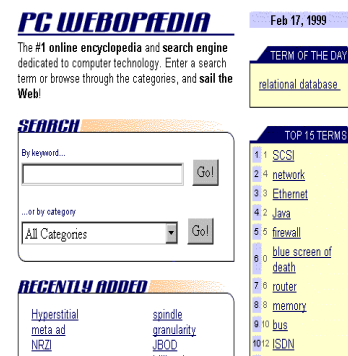 PC WEBOPÆDIA
Feb 17, 1999
The #1 online encyclopedia and search engine
dedicated to computer technology. Enter a search
term or browse through the categories, and sail the
Web!
TERM OF THE DAY
relational database
SEARCH
By keyword...
Go!
...or by category
All Categories
Go!
TOP 15 TERMS
1 1 SCSI
2 4 network
3 3 Ethernet
4 2 Java
5 5 firewall
6 0 blue screen of
death
7 6 router
8 8 memory
9 10 bus
10 12 ISDN
RECENTLY ADDED
Hyperstitial
meta ad
NRZI
spindle
granularity
JBOD